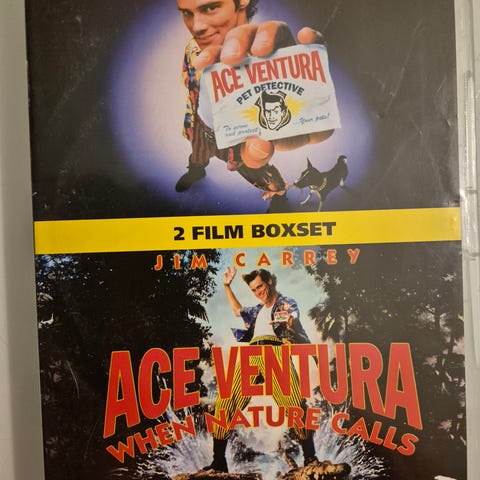 ACE VENTURA
PET DETECTIVE
To serve
and protect
...Your pets!
2 FILM BOXSET
JIM CARREY
ACE VENTURA
WHEN NATURE CALLS